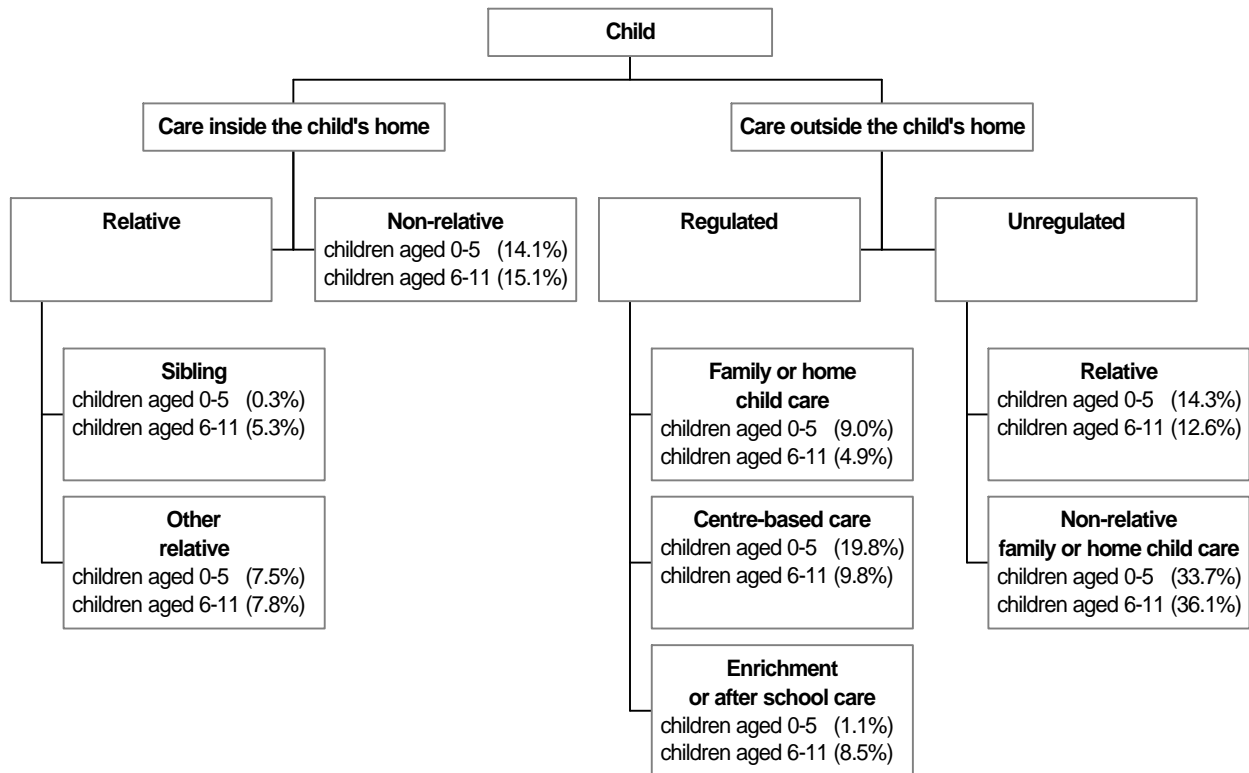 Child
Care inside the child's home
Care outside the child's home
Relative
Non-relative
children aged 0-5 (14.1%)
children aged 6-11 (15.1%)
Regulated
Unregulated
Sibling
children aged 0-5 (0.3%)
children aged 6-11 (5.3%)
Other
relative
children aged 0-5 (7.5%)
children aged 6-11 (7.8%)
Family or home
child care
children aged 0-5 (9.0%)
children aged 6-11 (4.9%)
Centre-based care
children aged 0-5 (19.8%)
children aged 6-11 (9.8%)
Enrichment
or after school care
children aged 0-5 (1.1%)
children aged 6-11 (8.5%)
Relative
children aged 0-5 (14.3%)
children aged 6-11 (12.6%)
Non-relative
family or home child care
children aged 0-5 (33.7%)
children aged 6-11 (36.1%)